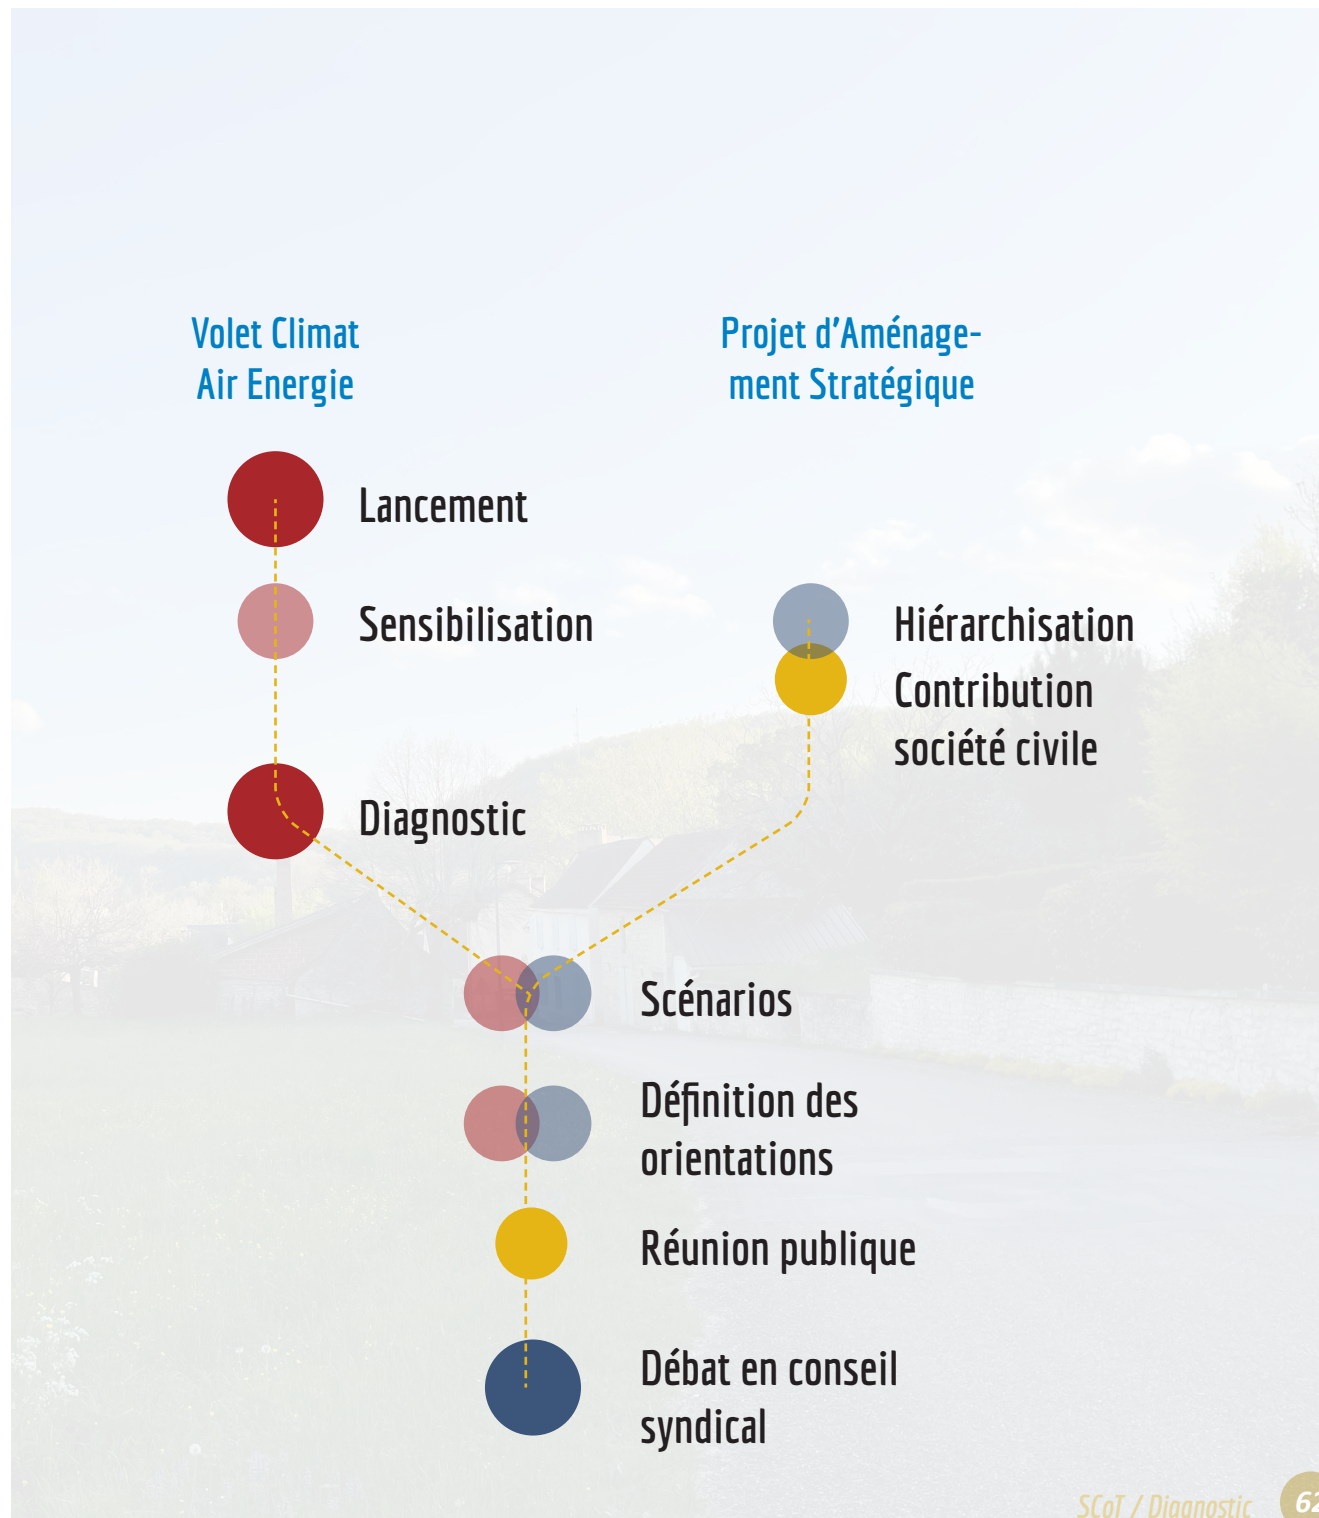 Volet Climat
Air Energie
Projet d'Aménage-
ment Stratégique
Lancement
Sensibilisation
Hiérarchisation
Contribution
société civile
Diagnostic
Scénarios
Définition des
orientations
Réunion publique
Débat en conseil
syndical
SCoT / Diagnostic
62